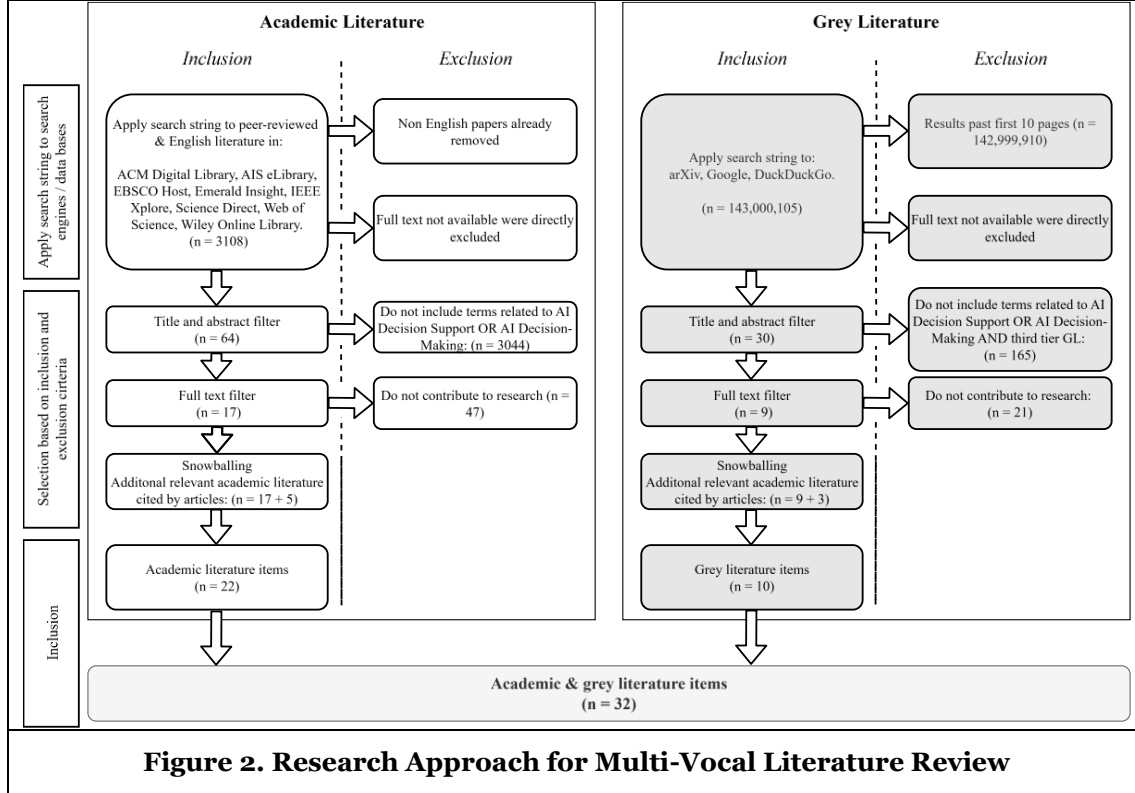 Academic Literature
Inclusion
Exclusion
Apply search string to search
engines / data bases
Apply search string to peer-reviewed
& English literature in:
ACM Digital Library, AIS eLibrary,
EBSCO Host, Emerald Insight, IEEE
Xplore, Science Direct, Web of
Science, Wiley Online Library.
(n = 3108)
Non English papers already
removed
Full text not available were directly
excluded
Selection based on inclusion and
exclusion cirteria
Title and abstract filter
(n = 64)
Do not include terms related to AI
Decision Support OR AI Decision-
Making: (n = 3044)
Full text filter
(n = 17)
Do not contribute to research (n =
47)
Snowballing
Additonal relevant academic literature
cited by articles: (n = 17 + 5)
Inclusion
Academic literature items
(n = 22)
Grey Literature
Inclusion
Exclusion
Apply search string to:
arXiv, Google, DuckDuckGo.
(n = 143,000,105)
Results past first 10 pages (n =
142,999,910)
Full text not available were directly
excluded
Title and abstract filter
(n = 30)
Do not include terms related to AI
Decision Support OR AI Decision-
Making AND third tier GL:
(n = 165)
Full text filter
(n = 9)
Do not contribute to research:
(n = 21)
Snowballing
Additonal relevant academic literature
cited by articles: (n = 9 + 3)
Grey literature items
(n = 10)
Academic & grey literature items
(n = 32)
Figure 2. Research Approach for Multi-Vocal Literature Review